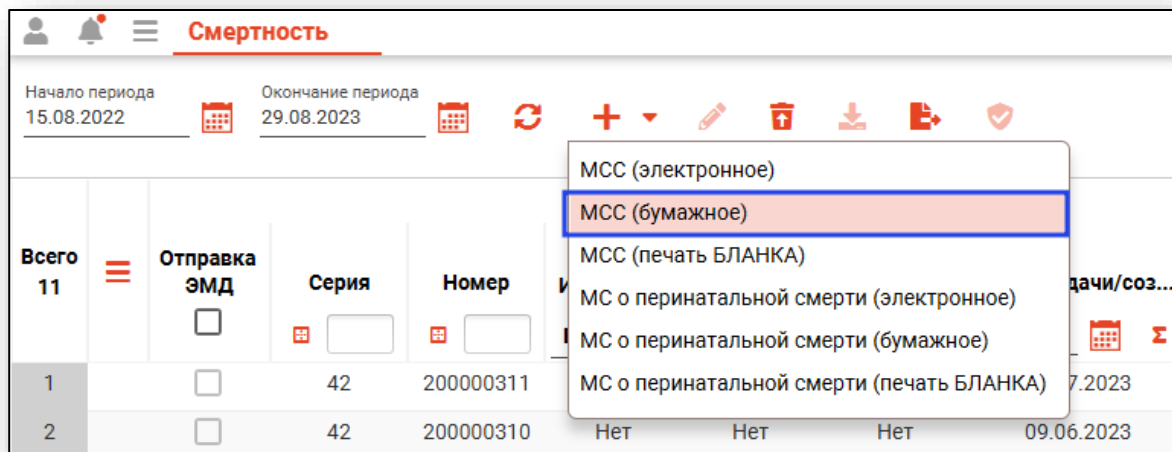 Смертность
Начало периода
Окончание периода
15.08.2022
29.08.2023
МСС (электронное)
МСС (бумажное)
МСС (печать БЛАНКА)
МС о перинатальной смерти (электронное)
МС о перинатальной смерти (бумажное)
МС о перинатальной смерти (печать БЛАНКА)
Всего
11
Отправка
ЭМД
Серия
Номер
дачи/соз...
Σ
1
42
200000311
7.2023
2
42
200000310
Нет
Нет
Нет
09.06.2023